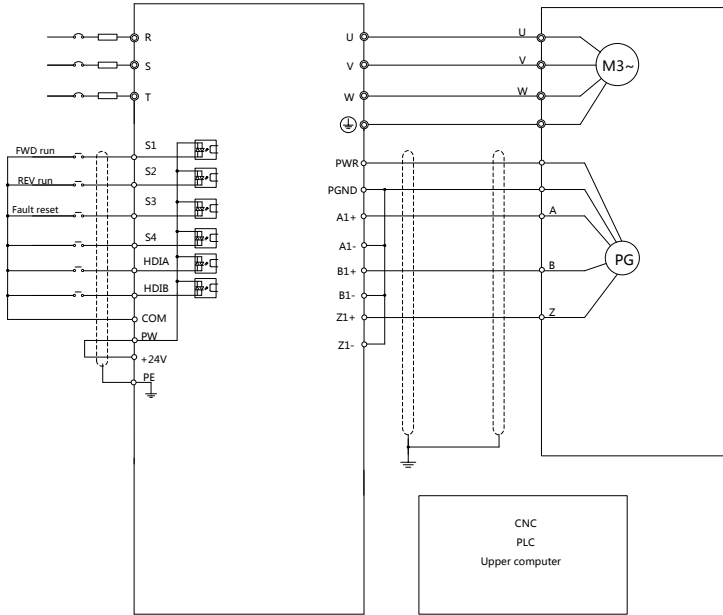 R
S
T
U
V
W
U
V
W
M3~
FWD run
REV run
Fault reset
S1
S2
S3
S4
HDIA
HDIB
COM
PW
+24V
PE
PWR
PGND
A1+
A1-
B1+
B1-
Z1+
Z1-
A
B
Z
PG
CNC
PLC
Upper computer